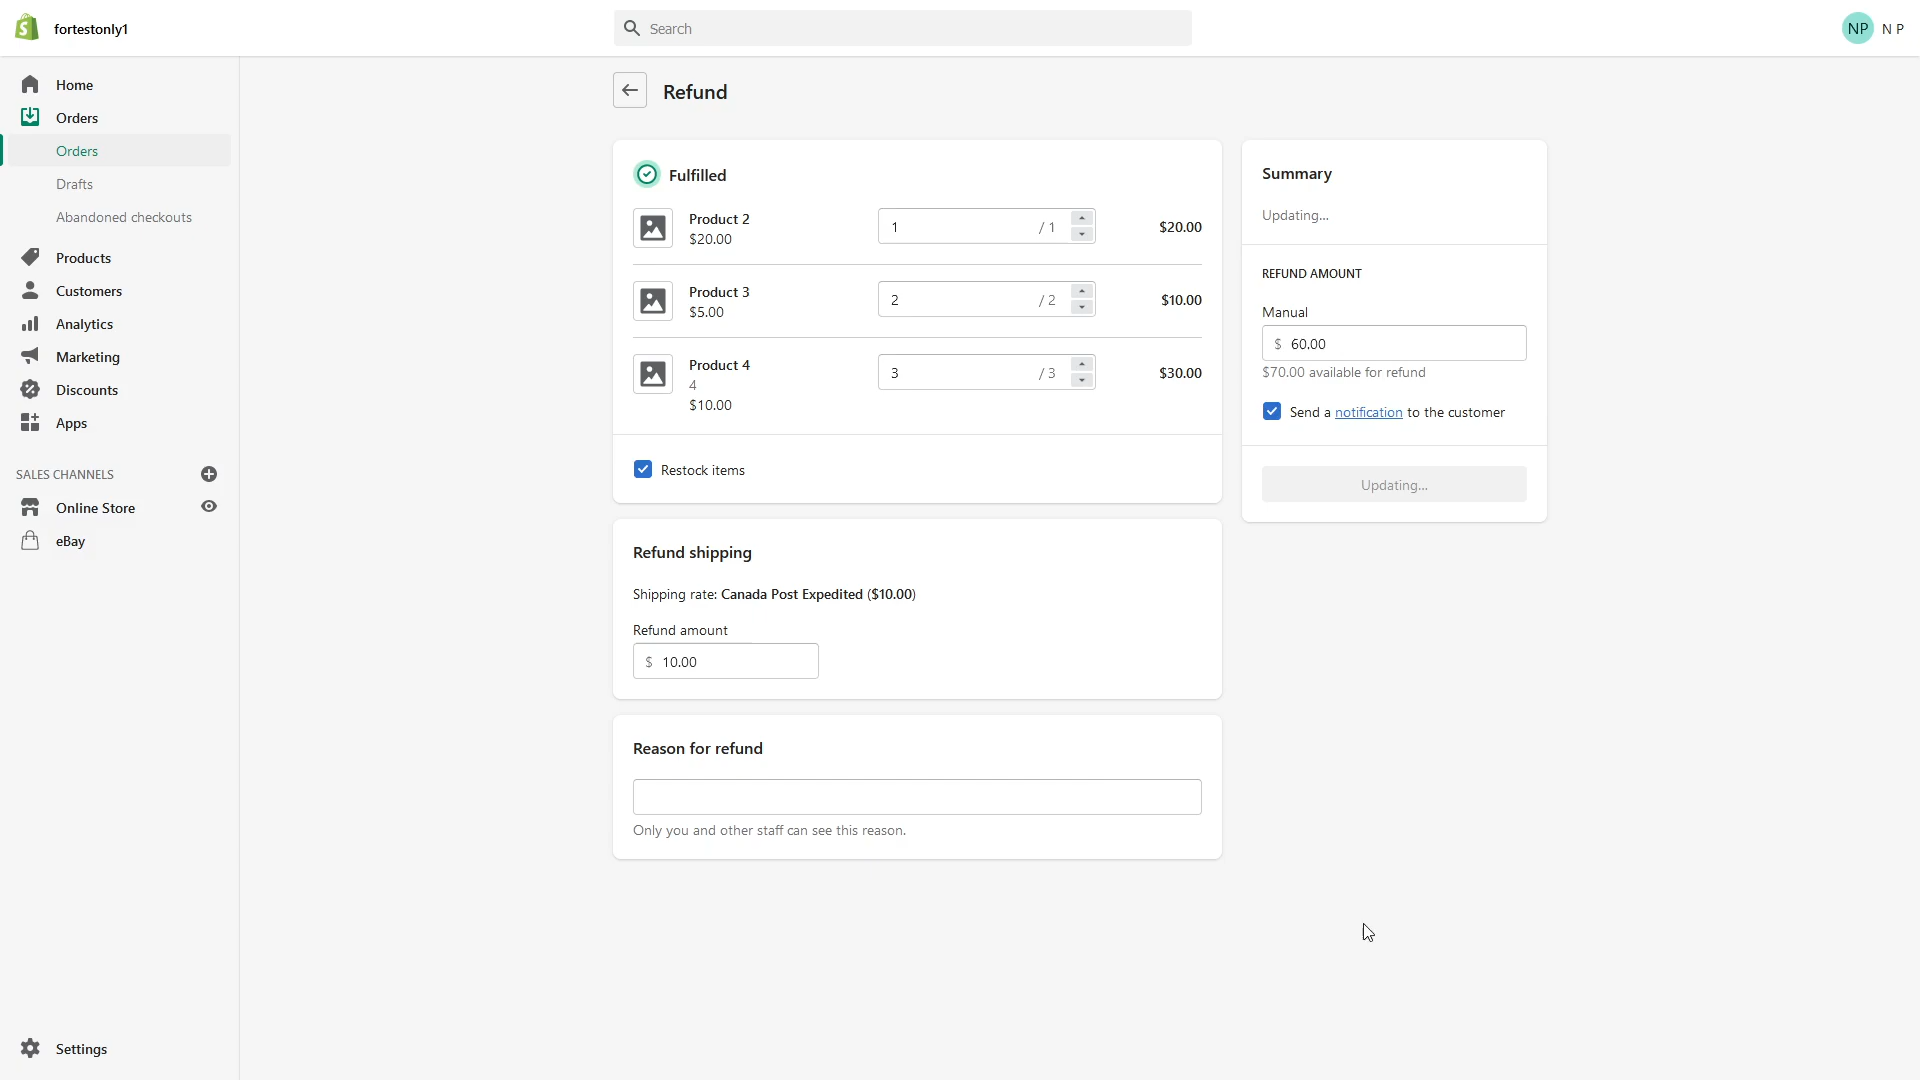 fortestonly1
Search
NP
N P
Home
Orders
Orders
Drafts
Abandoned checkouts
Products
Customers
Analytics
Marketing
Discounts
Apps
SALES CHANNELS
Online Store
eBay
Settings
Refund
Fulfilled
Product 2
$20.00
1 / 1
$20.00
Product 3
$5.00
2 / 2
$10.00
Product 4
4
$10.00
3 / 3
$30.00
Restock items
Refund shipping
Shipping rate: Canada Post Expedited ($10.00)
Refund amount
$ 10.00
Reason for refund
Only you and other staff can see this reason.
Summary
Updating...
REFUND AMOUNT
Manual
$ 60.00
$70.00 available for refund
Send a notification to the customer
Updating...